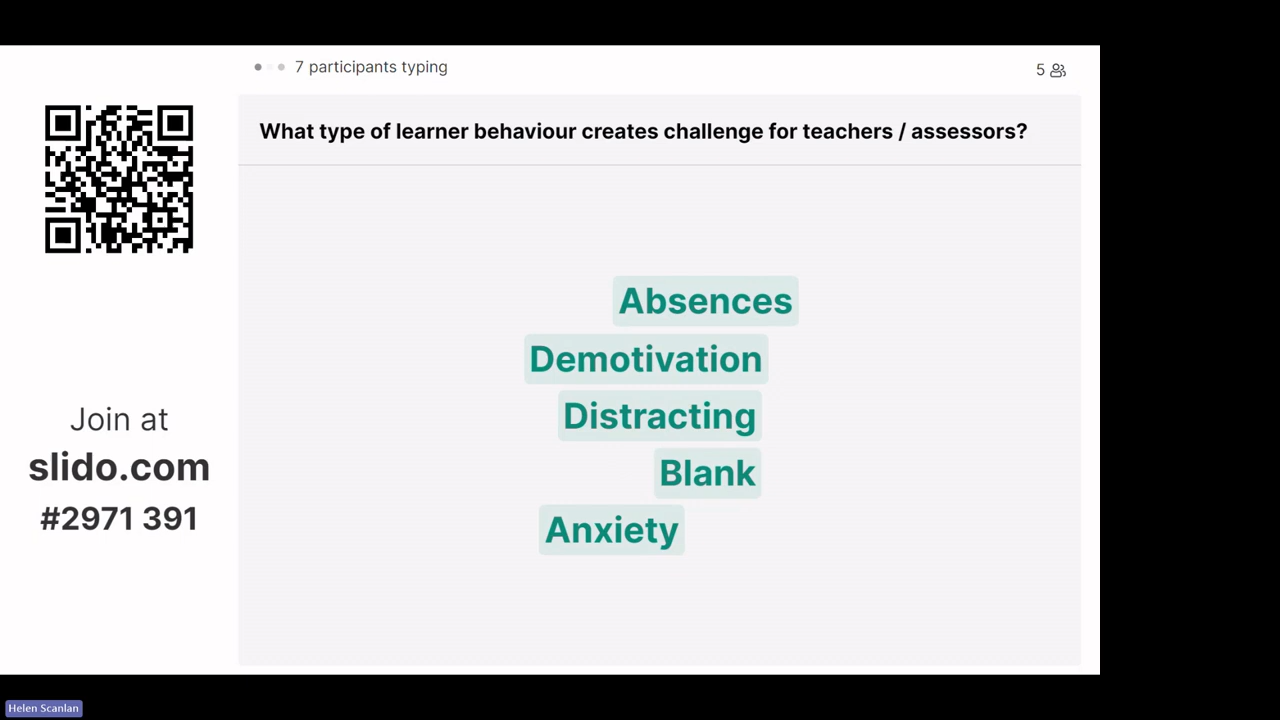 7 participants typing
5
What type of learner behaviour creates challenge for teachers / assessors?
Absences
Demotivation
Distracting
Blank
Anxiety
Join at
slido.com
#2971 391
Helen Scanlan